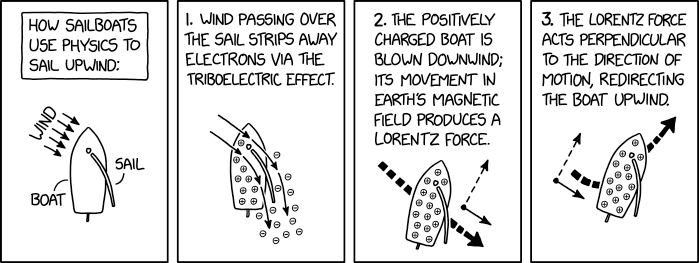 HOW SAILBOATS
USE PHYSICS TO
SAIL UPWIND:
WIND
SAIL
BOAT
1. WIND PASSING OVER
THE SAIL STRIPS AWAY
ELECTRONS VIA THE
TRIBOELECTRIC EFFECT.
2. THE POSITIVELY
CHARGED BOAT IS
BLOWN DOWNWIND;
ITS MOVEMENT IN
EARTH'S MAGNETIC
FIELD PRODUCES A
LORENTZ FORCE.
3. THE LORENTZ FORCE
ACTS PERPENDICULAR
TO THE DIRECTION OF
MOTION, REDIRECTING
THE BOAT UPWIND.